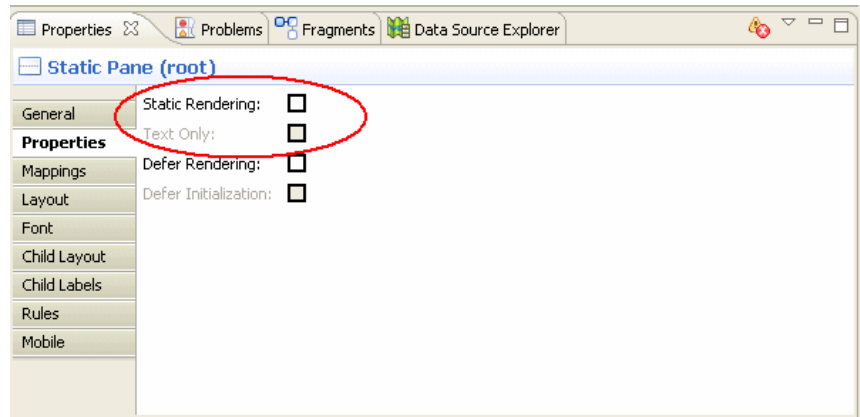 Properties Problems Fragments Data Source Explorer
Static Pane (root)
General
Properties
Mappings
Layout
Font
Child Layout
Child Labels
Rules
Mobile
Static Rendering:
Text Only:
Defer Rendering:
Defer Initialization: